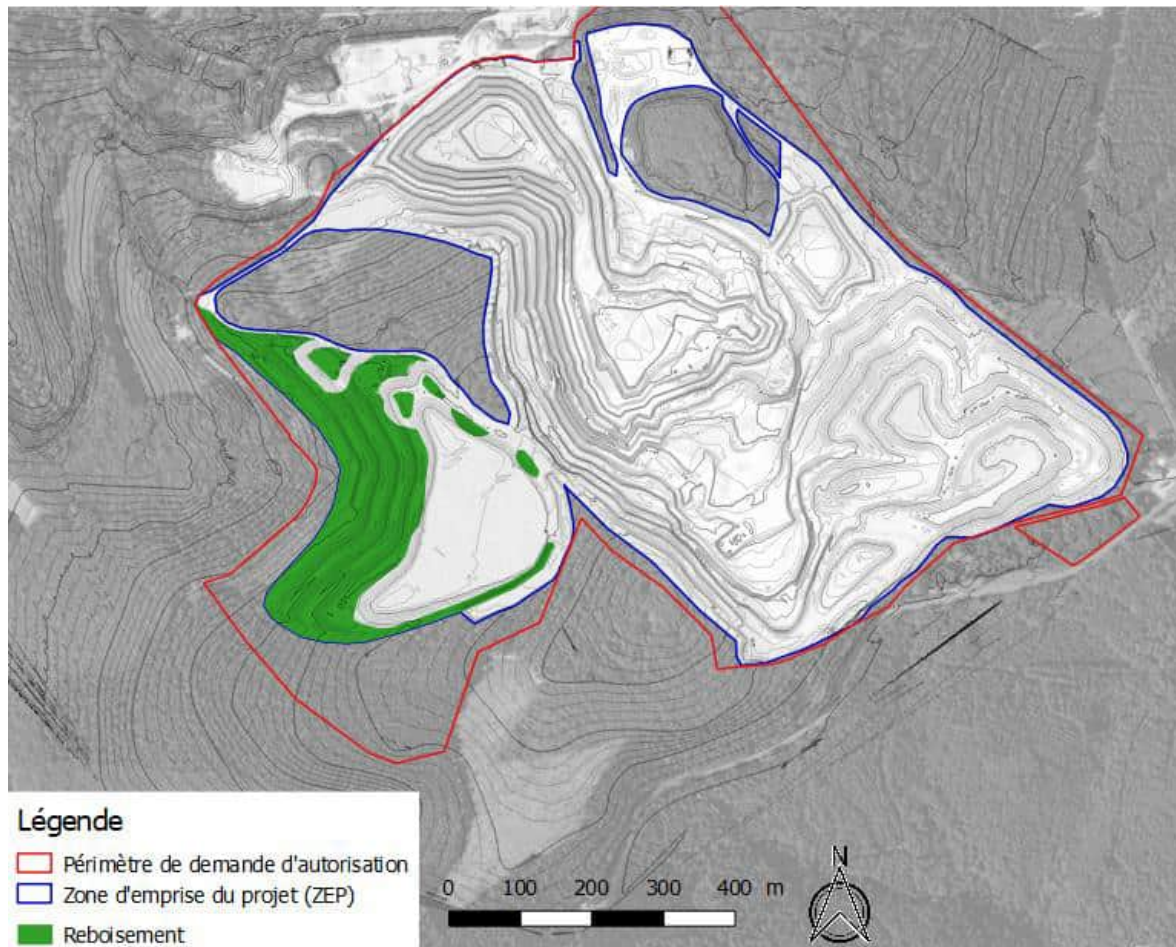 Légende
Périmètre de demande d'autorisation
Zone d'emprise du projet (ZEP)
Reboisement
0 100 200 300 400 m
N